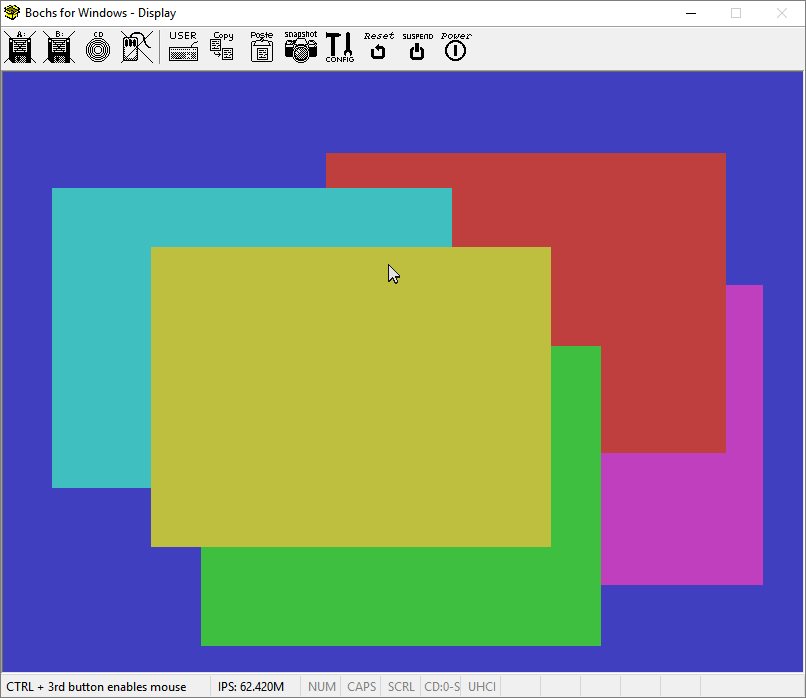 Bochs for Windows - Display
A: B: CD USER Copy Paste Snapshot CONFIG Reset SUSPEND Power
CTRL + 3rd button enables mouse IPS: 62.420M NUM CAPS SCRL CD:0-S UHCI